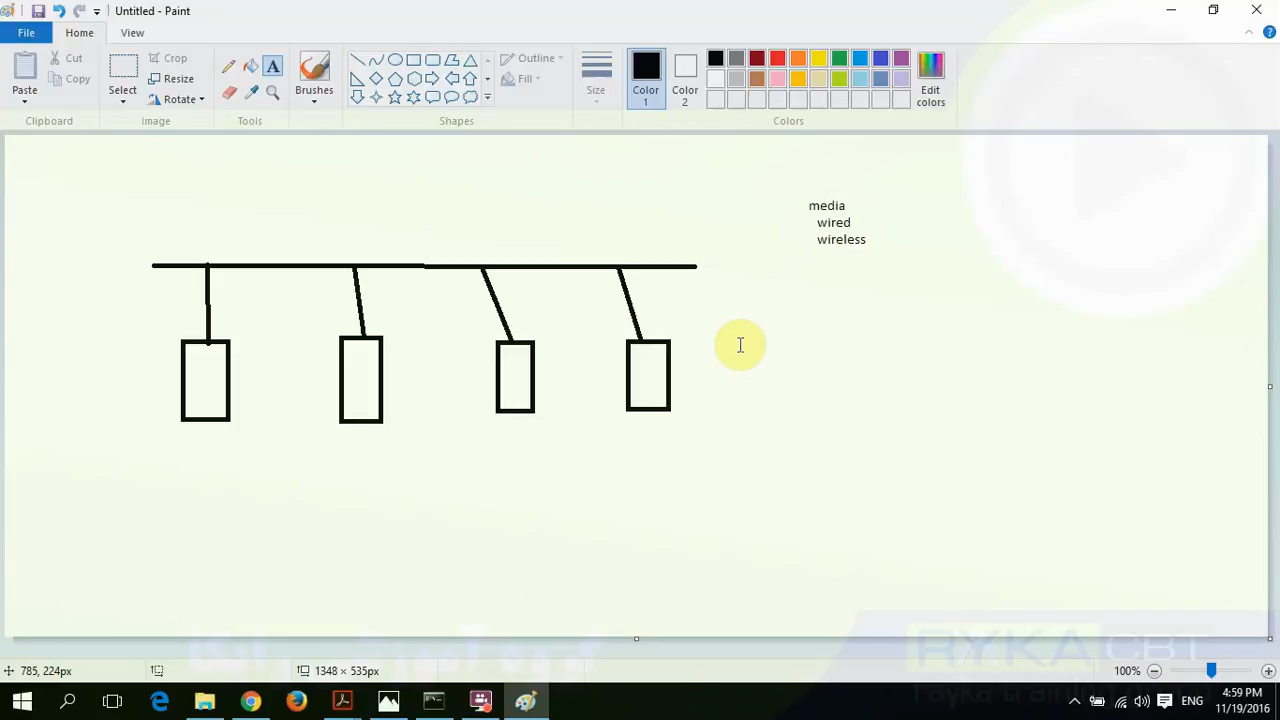 Untitled - Paint
File
Home
View
Paste
Cut
Copy
Clipboard
Select
Crop
Resize
Rotate
Image
A
Tools
Brushes
Outline
Fill
Shapes
Size
Color 1
Color 2
Edit colors
Colors
media
wired
wireless
RYKA CBT
785, 224px
1348 × 535px
100%
ENG
4:59 PM
11/19/2016